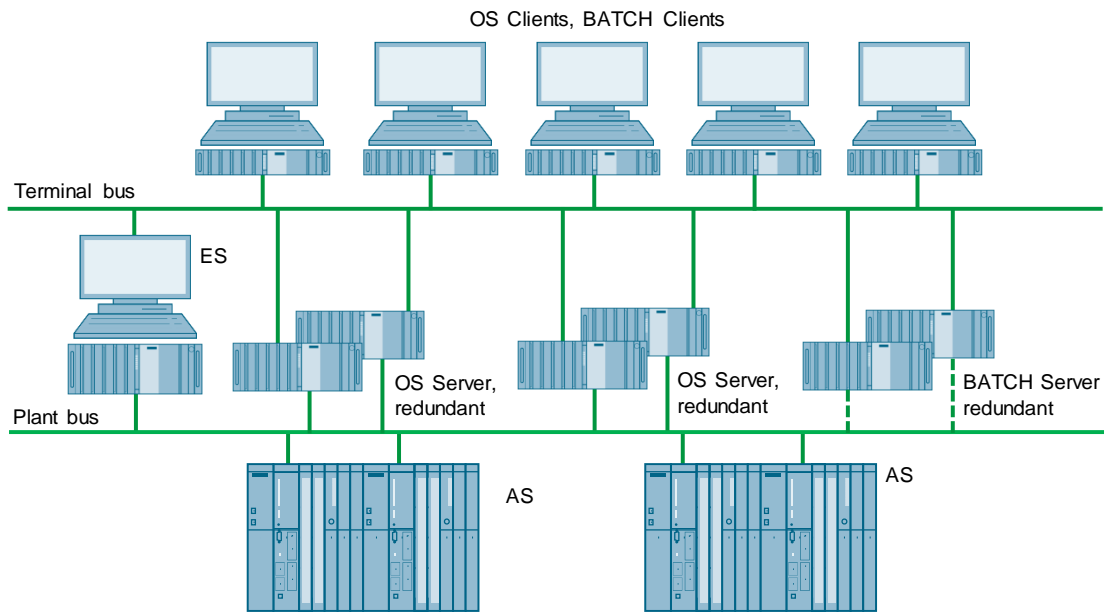 OS Clients, BATCH Clients
Terminal bus
ES
OS Server,
redundant
OS Server,
redundant
BATCH Server
redundant
Plant bus
AS
AS